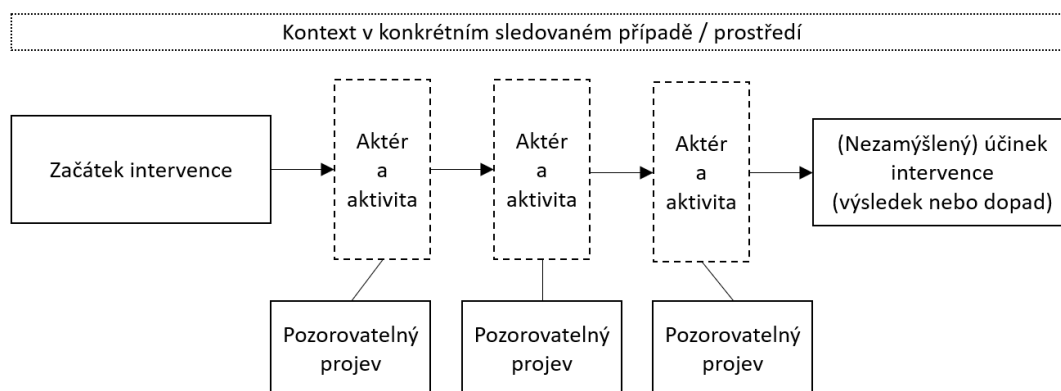 Kontext v konkrétním sledovaném případě / prostředí
Začátek intervence
Aktér
a
aktivita
Aktér
a
aktivita
Aktér
a
aktivita
(Nezamýšlený) účinek
intervence
(výsledek nebo dopad)
Pozorovatelný
projev
Pozorovatelný
projev
Pozorovatelný
projev